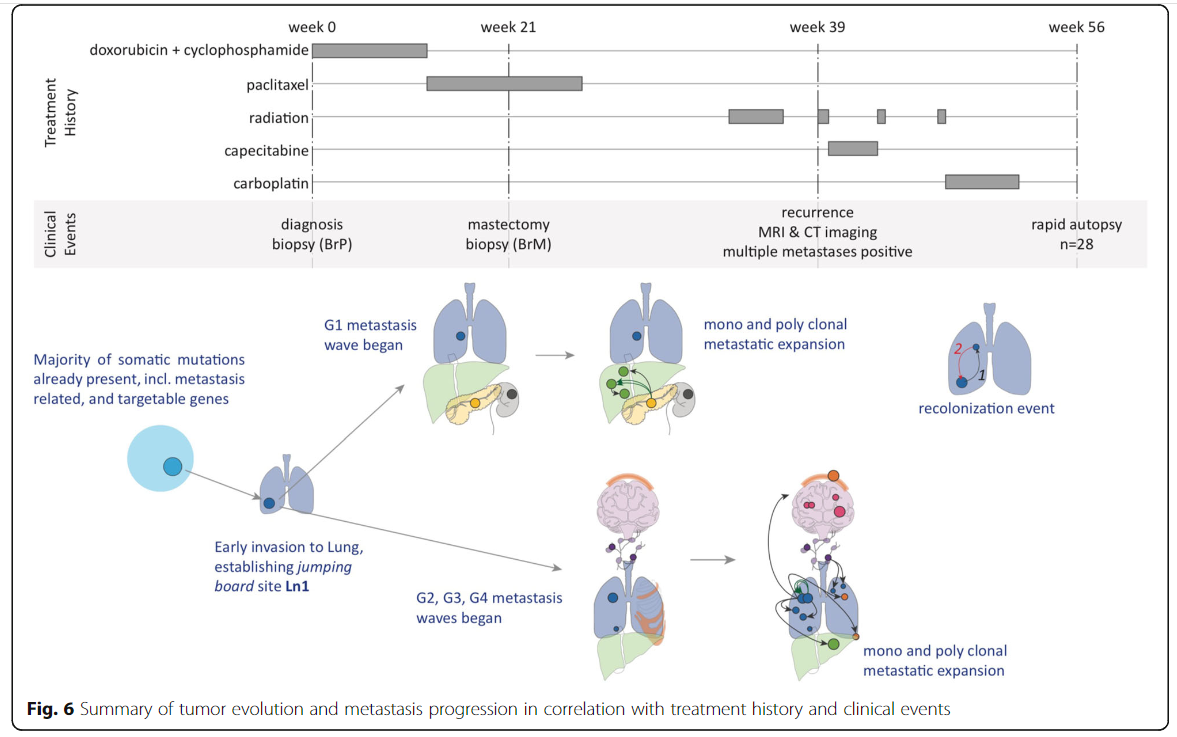 week 0
week 21
week 39
week 56
doxorubicin + cyclophosphamide
paclitaxel
radiation
capecitabine
carboplatin
Treatment
History
Clinical
Events
diagnosis
biopsy (BrP)
mastectomy
biopsy (BrM)
recurrence
MRI & CT imaging
multiple metastases positive
rapid autopsy
n=28
Majority of somatic mutations
already present, incl. metastasis
related, and targetable genes
G1 metastasis
wave began
mono and poly clonal
metastatic expansion
2
1
recolonization event
Early invasion to Lung,
establishing jumping
board site Ln1
G2, G3, G4 metastasis
waves began
mono and poly clonal
metastatic expansion
Fig. 6 Summary of tumor evolution and metastasis progression in correlation with treatment history and clinical events